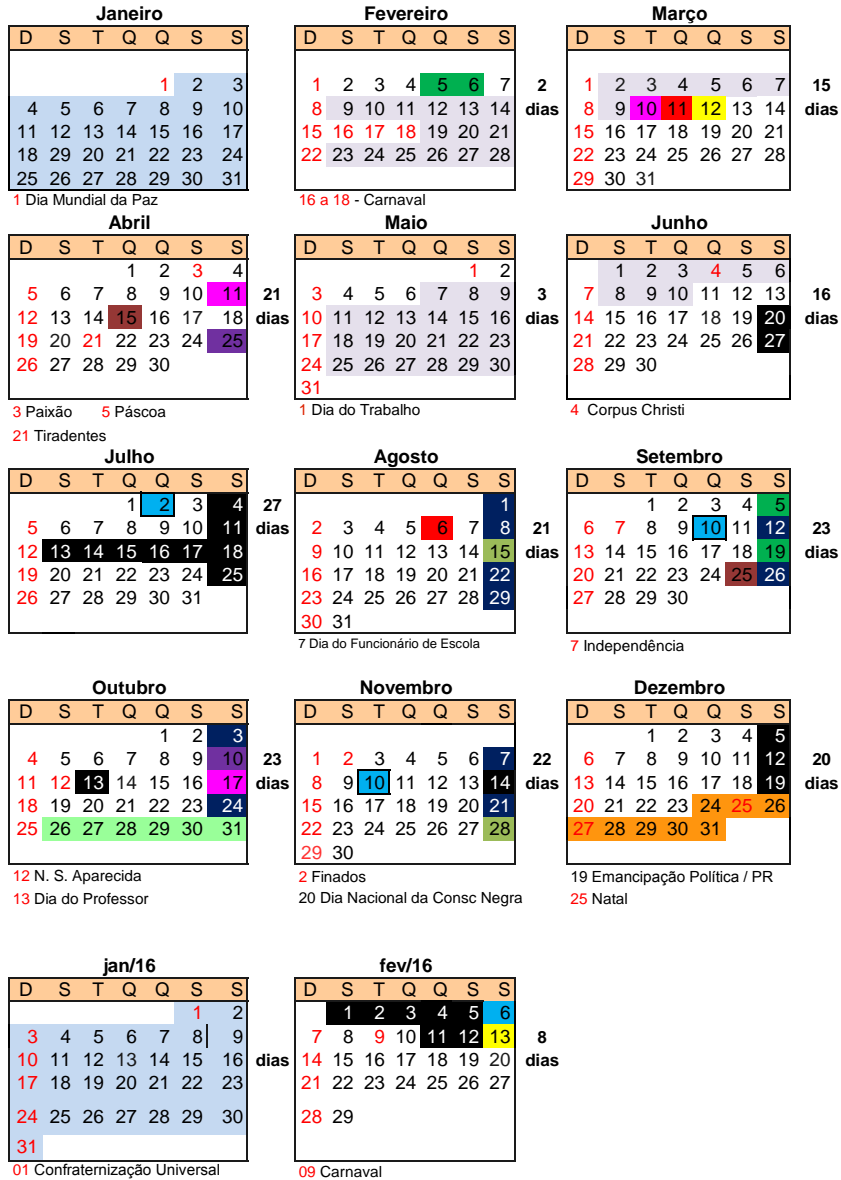 Janeiro Fevereiro Março
D S T Q Q S S D S T Q Q S S D S T Q Q S S
1 2 3 1 2 3 4 5 6 7 2 1 2 3 4 5 6 7 15
4 5 6 7 8 9 10 8 9 10 11 12 13 14 dias 8 9 10 11 12 13 14 dias
11 12 13 14 15 16 17 15 16 17 18 19 20 21 15 16 17 18 19 20 21
18 29 20 21 22 23 24 22 23 24 25 26 27 28 22 23 24 25 26 27 28
25 26 27 28 29 30 31 29 30 31
1 Dia Mundial da Paz 16 a 18 - Carnaval
Abril Maio Junho
D S T Q Q S S D S T Q Q S S D S T Q Q S S
1 2 3 4 1 2 1 2 3 4 5 6
5 6 7 8 9 10 11 21 3 4 5 6 7 8 9 3 7 8 9 10 11 12 13 16
12 13 14 15 16 17 18 dias 10 11 12 13 14 15 16 dias 14 15 16 17 18 19 20 dias
19 20 21 22 23 24 25 17 18 19 20 21 22 23 21 22 23 24 25 26 27
26 27 28 29 30 24 25 26 27 28 29 30 28 29 30
31
3 Paixão 5 Páscoa 1 Dia do Trabalho 4 Corpus Christi
21 Tiradentes
Julho Agosto Setembro
D S T Q Q S S D S T Q Q S S D S T Q Q S S
1 2 3 4 27 1 1 2 3 4 5
5 6 7 8 9 10 11 dias 2 3 4 5 6 7 8 21 6 7 8 9 10 11 12 23
12 13 14 15 16 17 18 9 10 11 12 13 14 15 dias 13 14 15 16 17 18 19 dias
19 20 21 22 23 24 25 16 17 18 19 20 21 22 20 21 22 23 24 25 26
26 27 28 29 30 31 23 24 25 26 27 28 29 27 28 29 30
30 31
7 Dia do Funcionário de Escola 7 Independência
Outubro Novembro Dezembro
D S T Q Q S S D S T Q Q S S D S T Q Q S S
1 2 3 1 2 3 4 5
4 5 6 7 8 9 10 23 1 2 3 4 5 6 7 22 6 7 8 9 10 11 12 20
11 12 13 14 15 16 17 dias 8 9 10 11 12 13 14 dias 13 14 15 16 17 18 19 dias
18 19 20 21 22 23 24 15 16 17 18 19 20 21 20 21 22 23 24 25 26
25 26 27 28 29 30 31 22 23 24 25 26 27 28 27 28 29 30 31
29 30
12 N. S. Aparecida 2 Finados 19 Emancipação Política / PR
13 Dia do Professor 20 Dia Nacional da Consc Negra 25 Natal
jan/16 fev/16
D S T Q Q S S D S T Q Q S S
1 2 1 2 3 4 5 6
3 4 5 6 7 8 9 7 8 9 10 11 12 13 8
10 11 12 13 14 15 16 dias 14 15 16 17 18 19 20 dias
17 18 19 20 21 22 23 21 22 23 24 25 26 27
24 25 26 27 28 29 30 28 29
31
01 Confraternização Universal 09 Carnaval